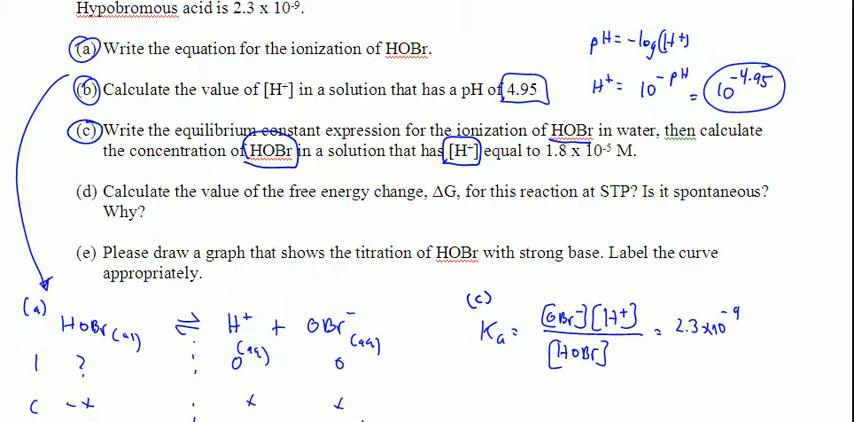 Hypobromous acid is 2.3 x 10⁻⁹.
(a) Write the equation for the ionization of HOBr.
pH = -log[H⁺]
(b) Calculate the value of [H⁺] in a solution that has a pH of 4.95
H⁺ = 10⁻ᵖᴴ = 10⁻⁴·⁹⁵
(c) Write the equilibrium constant expression for the ionization of HOBr in water, then calculate
the concentration of HOBr in a solution that has [H⁺] equal to 1.8 x 10⁻⁵ M.
(d) Calculate the value of the free energy change, ΔG, for this reaction at STP? Is it spontaneous?
Why?
(e) Please draw a graph that shows the titration of HOBr with strong base. Label the curve
appropriately.
(a)
HOBr (aq) ⇌ H⁺ (aq) + OBr⁻ (aq)
I ? 0 0
C -x x x
(c)
Ka = [OBr⁻][H⁺] / [HOBr] = 2.3x10⁻⁹